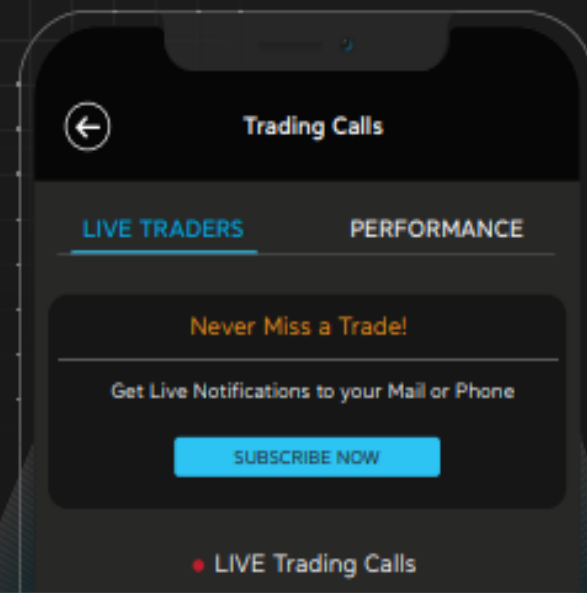 Trading Calls
LIVE TRADERS PERFORMANCE
Never Miss a Trade!
Get Live Notifications to your Mail or Phone
SUBSCRIBE NOW
LIVE Trading Calls